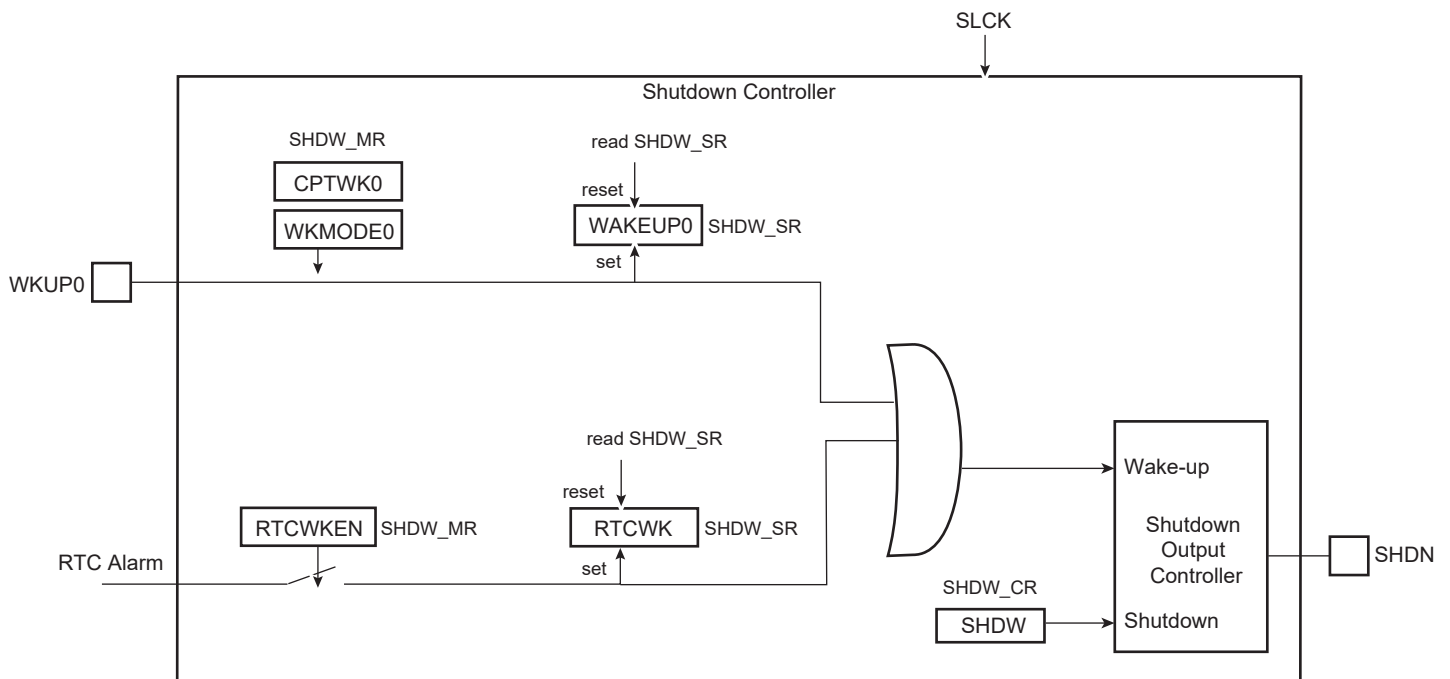 SLCK
Shutdown Controller
SHDW_MR
CPTWK0
WKMODE0
read SHDW_SR
reset
WAKEUP0
SHDW_SR
set
WKUP0
read SHDW_SR
reset
RTCWKEN
SHDW_MR
RTCWK
SHDW_SR
set
RTC Alarm
Wake-up
Shutdown
Output
Controller
SHDN
SHDW_CR
SHDW
Shutdown